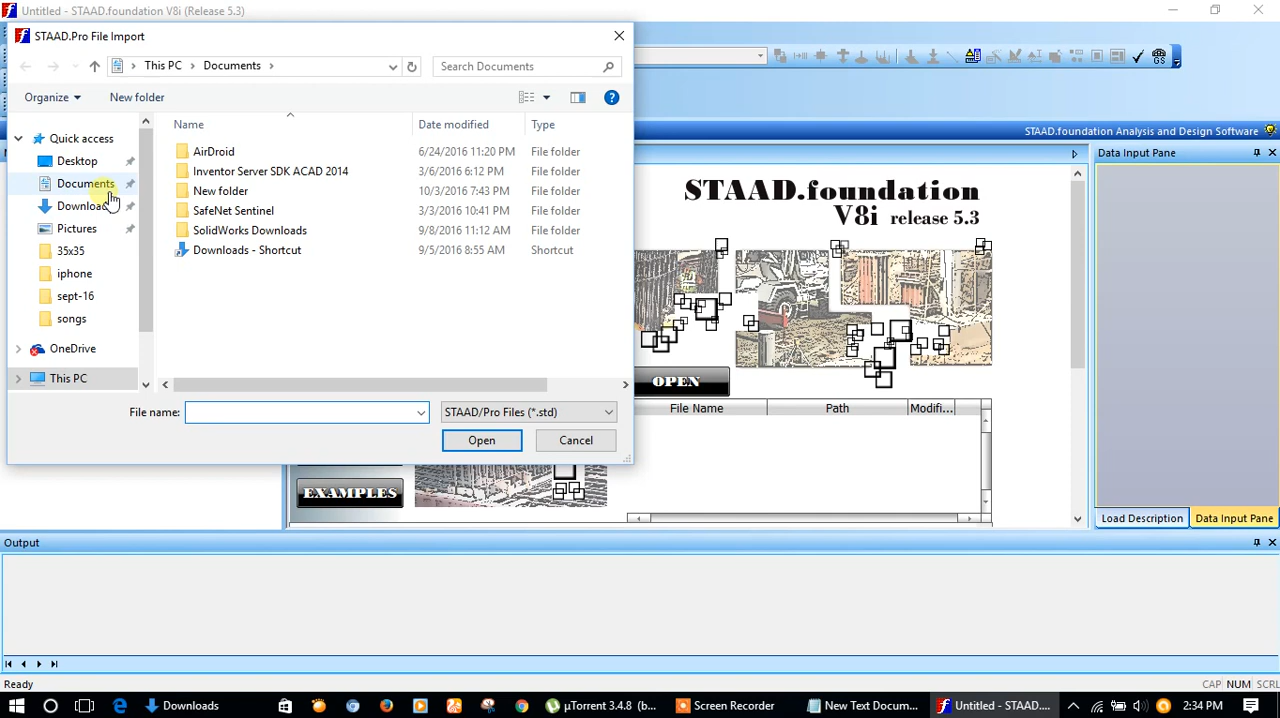 Untitled - STAAD.foundation V8i (Release 5.3)
STAAD.Pro File Import
This PC
Documents
Search Documents
Organize
New folder
GS
STAAD.foundation Analysis and Design Software
Data Input Pane
Name
Date modified
Type
Quick access
Desktop
Documents
Downloads
Pictures
35x35
iphone
sept-16
songs
OneDrive
This PC
AirDroid 6/24/2016 11:20 PM File folder
Inventor Server SDK ACAD 2014 3/6/2016 6:12 PM File folder
New folder 10/3/2016 7:43 PM File folder
SafeNet Sentinel 3/3/2016 10:41 PM File folder
SolidWorks Downloads 9/8/2016 11:12 AM File folder
Downloads - Shortcut 9/5/2016 8:55 AM Shortcut
File name:
STAAD/Pro Files (*.std)
Open
Cancel
STAAD.foundation
V8i release 5.3
OPEN
File Name
Path
Modifi...
EXAMPLES
Load Description
Data Input Pane
Output
Ready
CAP NUM SCRL
Downloads
µTorrent 3.4.8 (b...
Screen Recorder
New Text Docum...
Untitled - STAAD....
2:34 PM